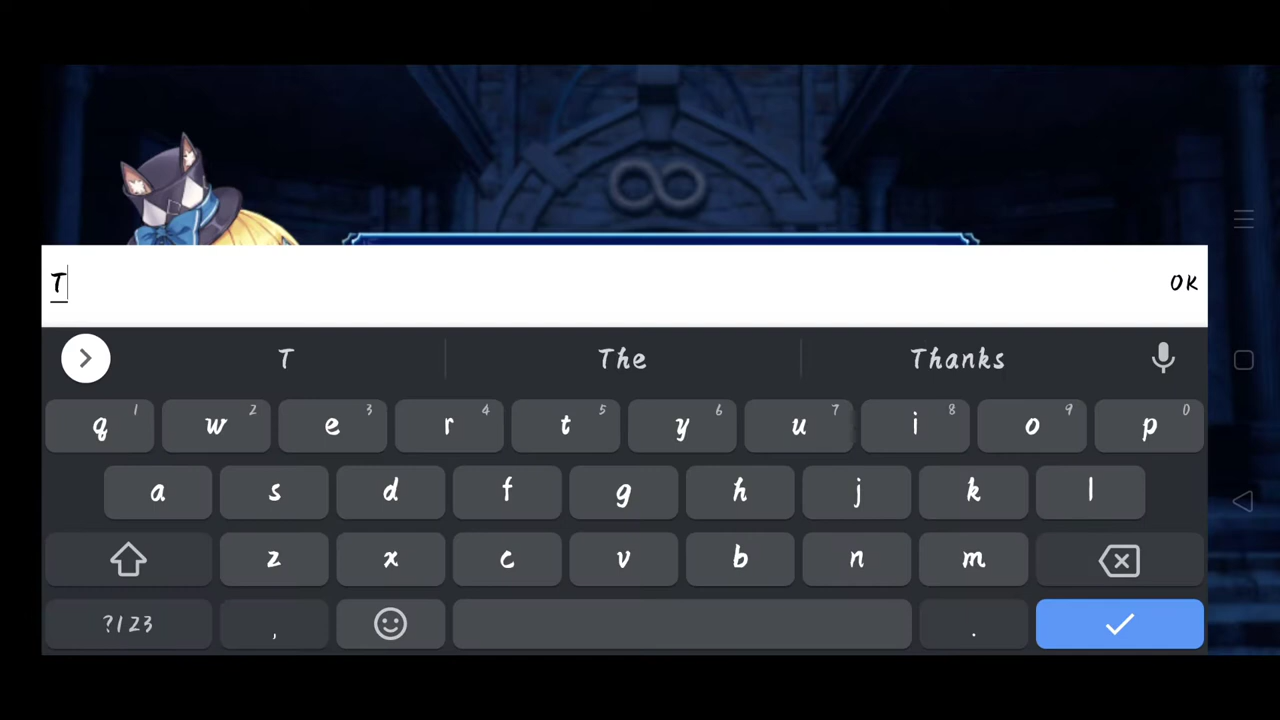 T
OK
T The Thanks
q 1 w 2 e 3 r 4 t 5 y 6 u 7 i 8 o 9 p 0
a s d f g h j k l
z x c v b n m
?123 , .